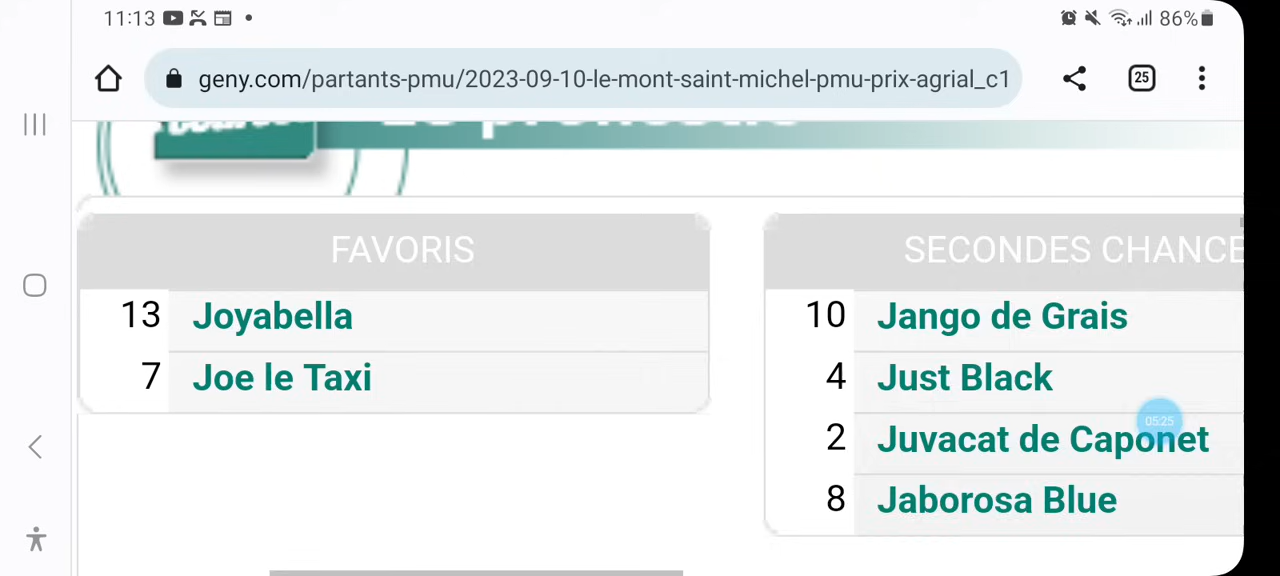 11:13 86%
geny.com/partants-pmu/2023-09-10-le-mont-saint-michel-pmu-prix-agrial_c1
25
FAVORIS
13 Joyabella
7 Joe le Taxi
SECONDES CHANCE
10 Jango de Grais
4 Just Black
2 Juvacat de Caponet
8 Jaborosa Blue
05:25